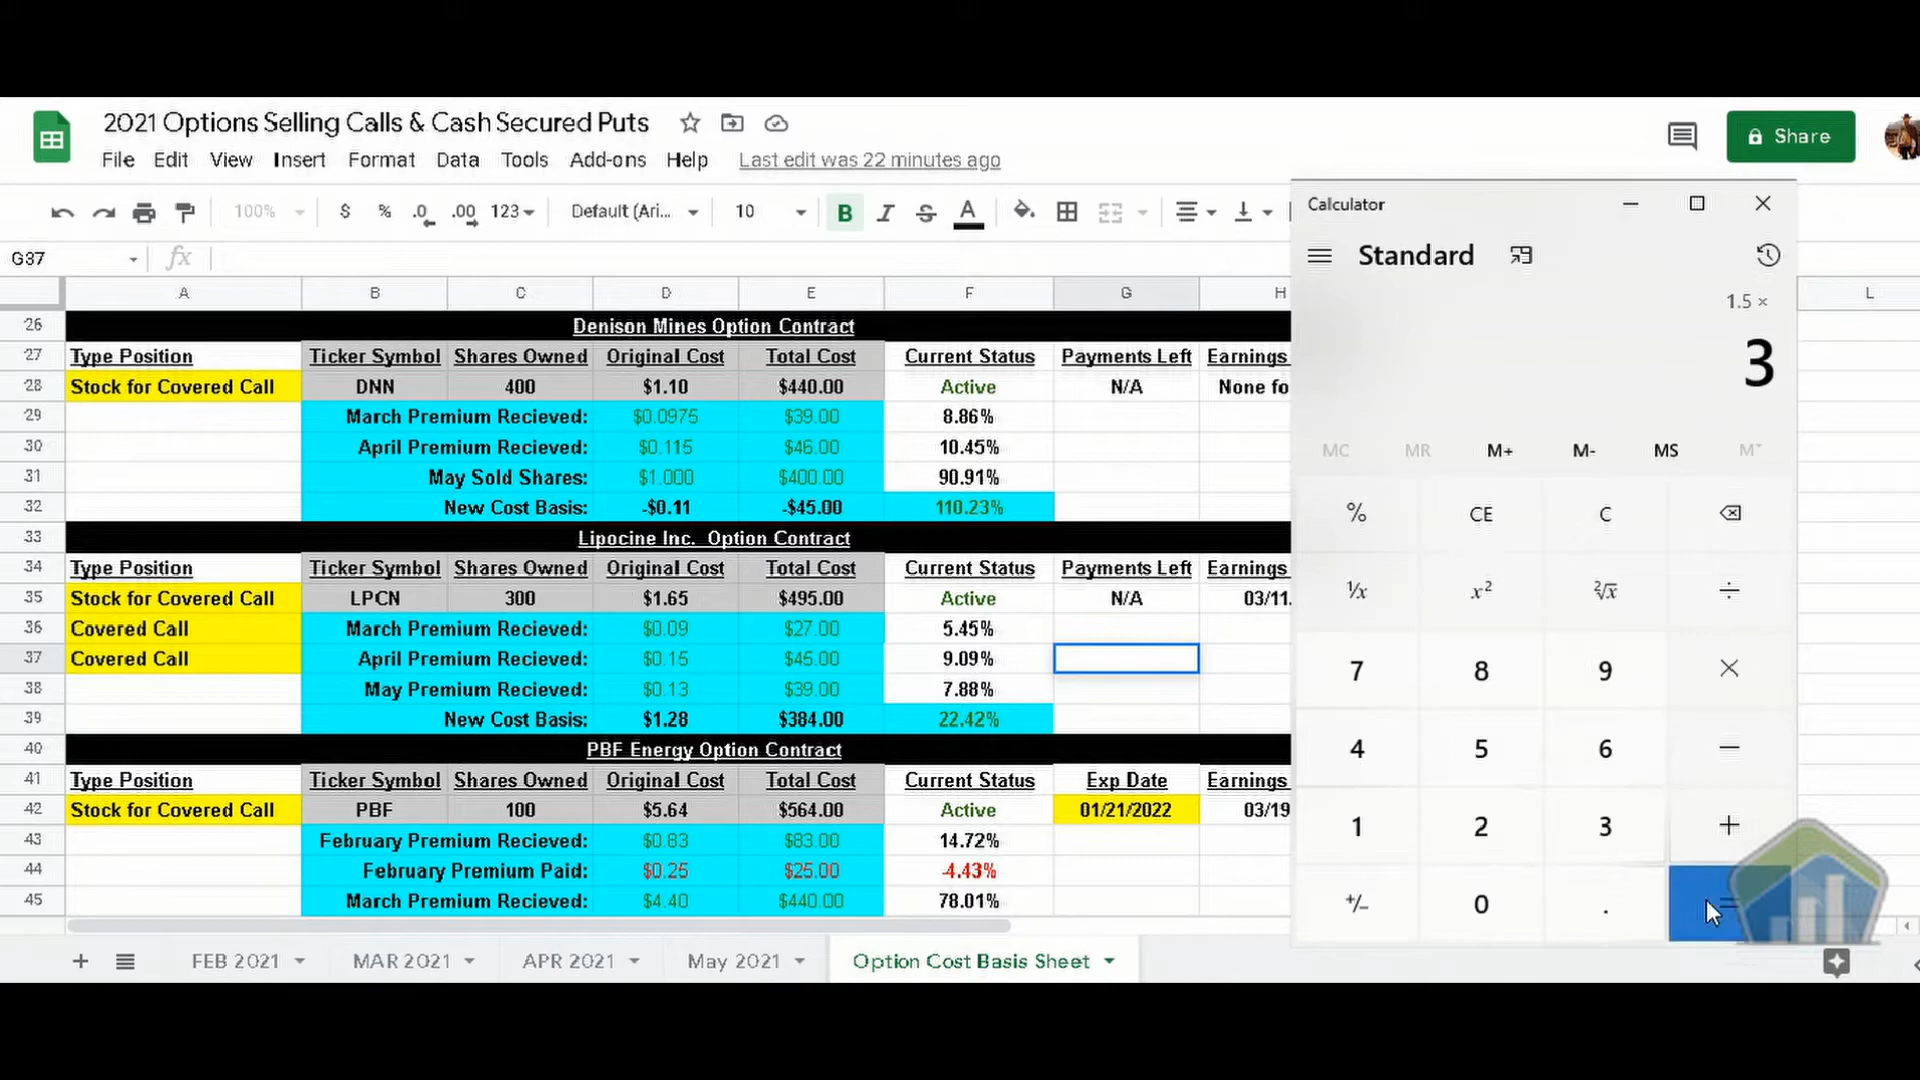 2021 Options Selling Calls & Cash Secured Puts
File Edit View Insert Format Data Tools Add-ons Help Last edit was 22 minutes ago
Share
100% $ % .0 .00 123 Default (Ari... 10 B I S A
G37 fx
A B C D E F G H L
26 Denison Mines Option Contract
27 Type Position Ticker Symbol Shares Owned Original Cost Total Cost Current Status Payments Left Earnings
28 Stock for Covered Call DNN 400 $1.10 $440.00 Active N/A None fo
29 March Premium Recieved: $0.0975 $39.00 8.86%
30 April Premium Recieved: $0.115 $46.00 10.45%
31 May Sold Shares: $1.000 $400.00 90.91%
32 New Cost Basis: -$0.11 -$45.00 110.23%
33 Lipocine Inc. Option Contract
34 Type Position Ticker Symbol Shares Owned Original Cost Total Cost Current Status Payments Left Earnings
35 Stock for Covered Call LPCN 300 $1.65 $495.00 Active N/A 03/11.
36 Covered Call March Premium Recieved: $0.09 $27.00 5.45%
37 Covered Call April Premium Recieved: $0.15 $45.00 9.09%
38 May Premium Recieved: $0.13 $39.00 7.88%
39 New Cost Basis: $1.28 $384.00 22.42%
40 PBF Energy Option Contract
41 Type Position Ticker Symbol Shares Owned Original Cost Total Cost Current Status Exp Date Earnings
42 Stock for Covered Call PBF 100 $5.64 $564.00 Active 01/21/2022 03/19
43 February Premium Recieved: $0.83 $83.00 14.72%
44 February Premium Paid: $0.25 $25.00 -4.43%
45 March Premium Recieved: $4.40 $440.00 78.01%
FEB 2021 MAR 2021 APR 2021 May 2021 Option Cost Basis Sheet
Calculator
Standard
1.5 ×
3
MC MR M+ M- MS M˅
% CE C
¹/x x² ²√x ÷
7 8 9 ×
4 5 6 −
1 2 3 +
+/− 0 . =